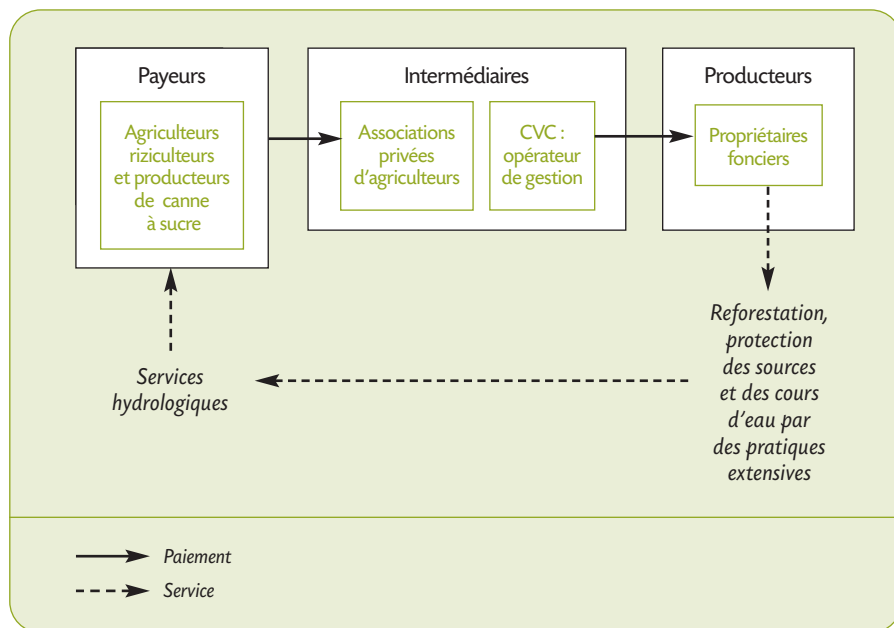 Payeurs
Agriculteurs
riziculteurs
et producteurs
de canne
à sucre
Intermédiaires
Associations
privées
d'agriculteurs
CVC :
opérateur
de gestion
Producteurs
Propriétaires
fonciers
Reforestation,
protection
des sources
et des cours
d'eau par
des pratiques
extensives
Services
hydrologiques
Paiement
Service